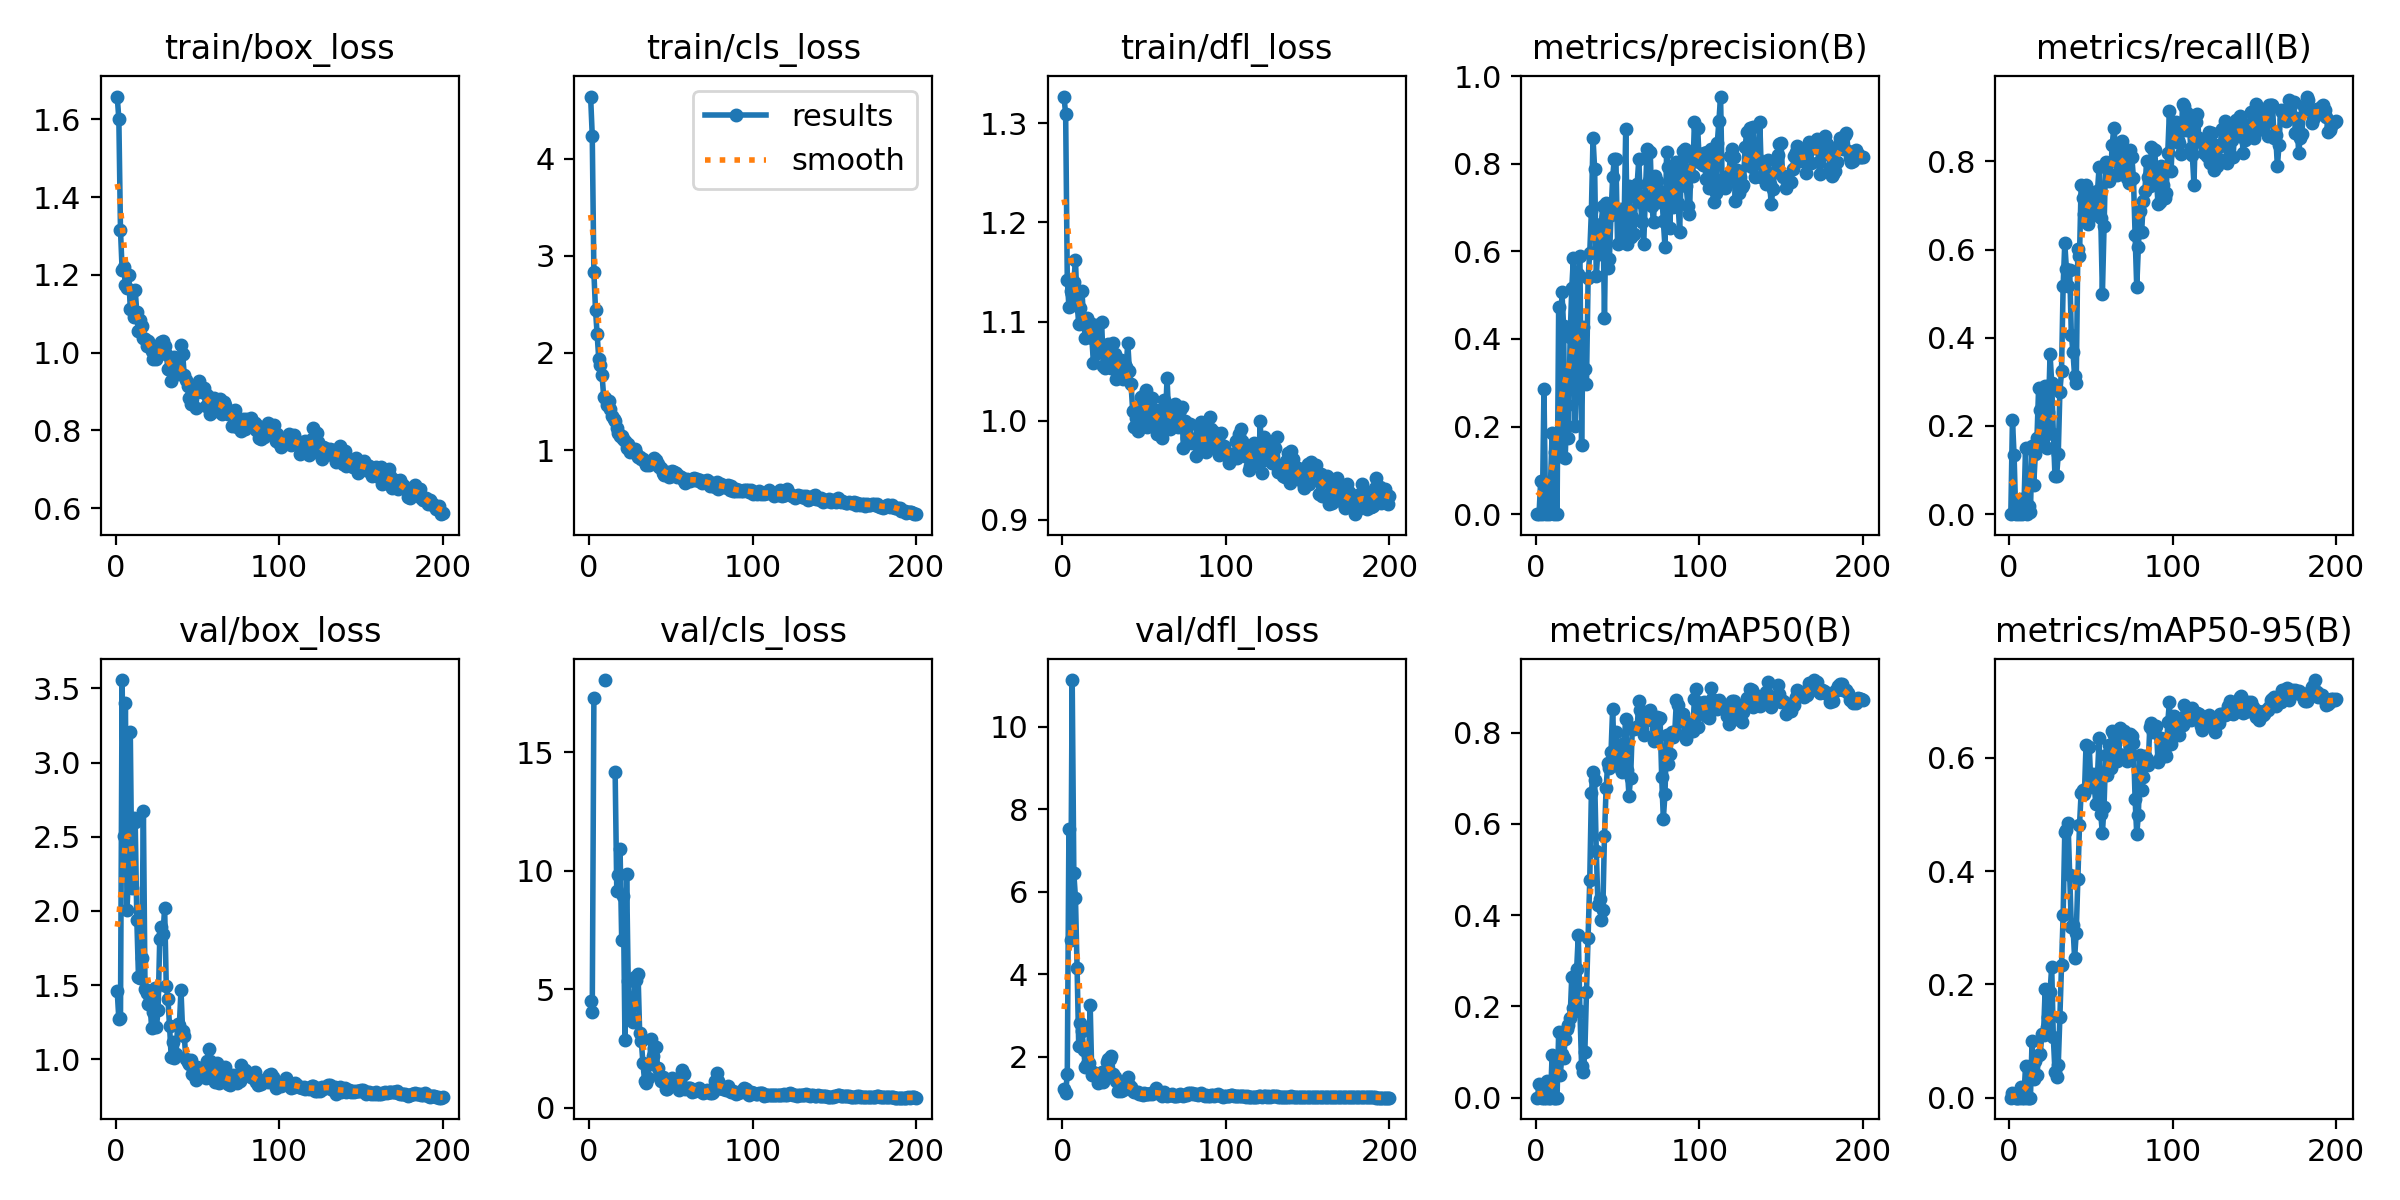 train/box_loss
1.6
1.4
1.2
1.0
0.8
0.6
0 100 200
train/cls_loss
results
smooth
4
3
2
1
0 100 200
train/dfl_loss
1.3
1.2
1.1
1.0
0.9
0 100 200
metrics/precision(B)
1.0
0.8
0.6
0.4
0.2
0.0
0 100 200
metrics/recall(B)
0.8
0.6
0.4
0.2
0.0
0 100 200
val/box_loss
3.5
3.0
2.5
2.0
1.5
1.0
0 100 200
val/cls_loss
15
10
5
0
0 100 200
val/dfl_loss
10
8
6
4
2
0 100 200
metrics/mAP50(B)
0.8
0.6
0.4
0.2
0.0
0 100 200
metrics/mAP50-95(B)
0.6
0.4
0.2
0.0
0 100 200